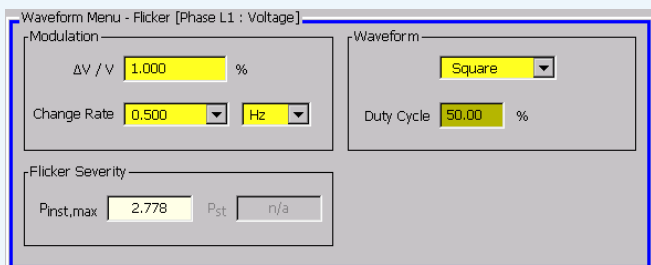 Waveform Menu - Flicker [Phase L1 : Voltage]
Modulation
ΔV / V 1.000 %
Change Rate 0.500 Hz
Waveform
Square
Duty Cycle 50.00 %
Flicker Severity
Pinst,max 2.778 Pst n/a